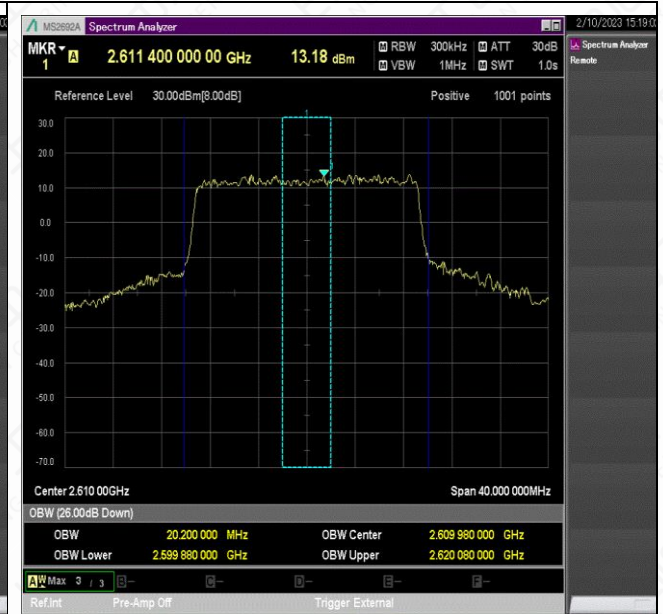 MS2692A Spectrum Analyzer
2/10/2023 15:19:0
MKR 1 A 2.611 400 000 00 GHz 13.18 dBm
M RBW 300kHz M ATT 30dB
M VBW 1MHz M SWT 1.0s
Spectrum Analyzer
Remote
Reference Level 30.00dBm[8.00dB] Positive 1001 points
30.0
20.0
10.0
0.0
-10.0
-20.0
-30.0
-40.0
-50.0
-60.0
-70.0
1
Center 2.610 00GHz Span 40.000 000MHz
OBW (26.00dB Down)
OBW 20.200 000 MHz OBW Center 2.609 980 000 GHz
OBW Lower 2.599 880 000 GHz OBW Upper 2.620 080 000 GHz
A W Max 3 / 3 B- C- D- E- F-
Ref.Int Pre-Amp Off Trigger External